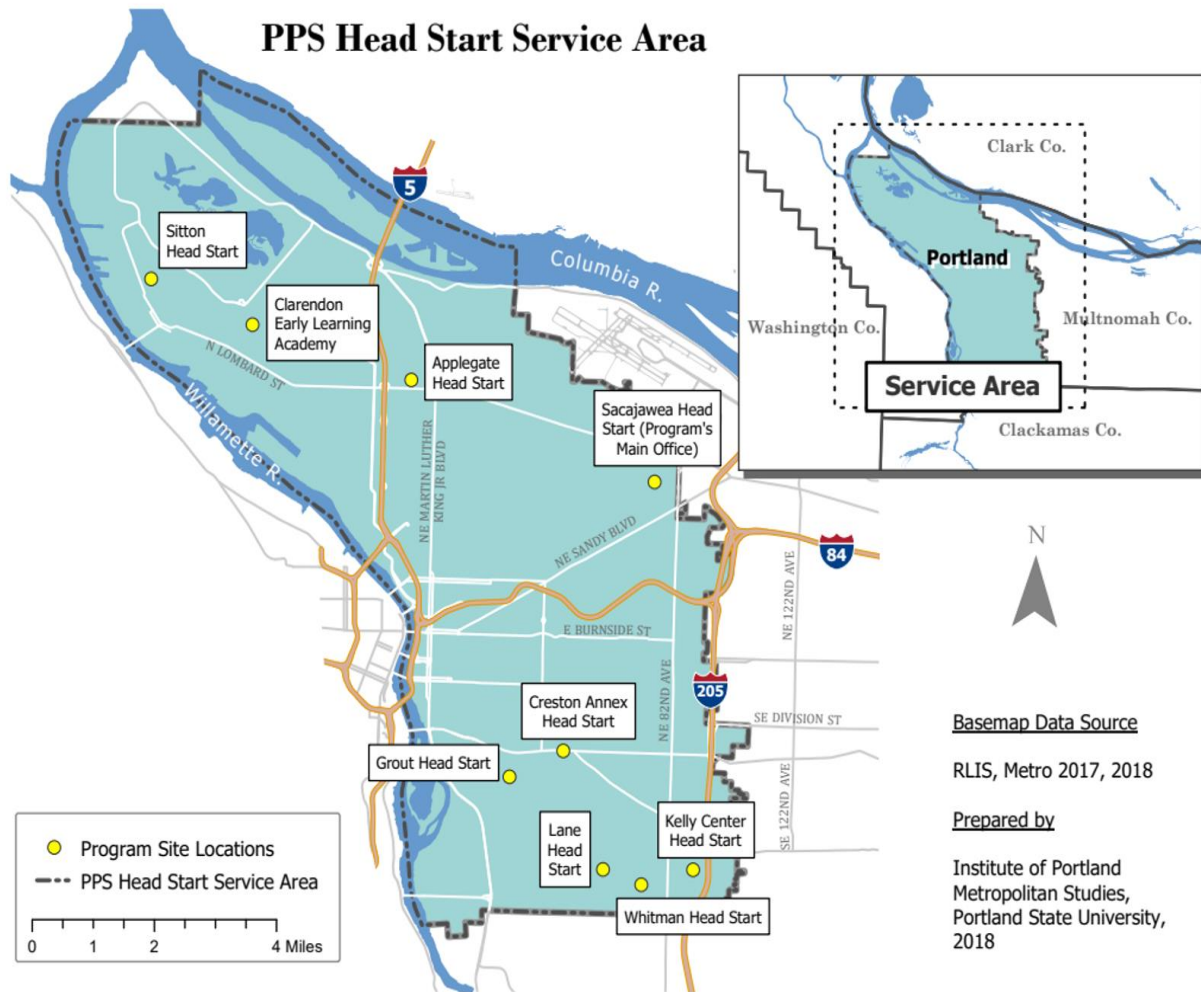 PPS Head Start Service Area
5
Sitton
Head Start
Clarendon
Early Learning
Academy
Applegate
Head Start
Sacajawea Head
Start (Program's
Main Office)
Columbia R.
N LOMBARD ST
Willamette R.
NE MARTIN LUTHER
KING JR BLVD
NE SANDY BLVD
84
NE 122ND AVE
E BURNSIDE ST
NE 82ND AVE
205
Creston Annex
Head Start
SE DIVISION ST
Grout Head Start
Lane
Head
Start
Kelly Center
Head Start
SE 122ND AVE
Whitman Head Start
Clark Co.
Portland
Washington Co.
Multnomah Co.
Service Area
Clackamas Co.
N
Basemap Data Source
RLIS, Metro 2017, 2018
Prepared by
Institute of Portland
Metropolitan Studies,
Portland State University,
2018
Program Site Locations
PPS Head Start Service Area
0 1 2 4 Miles